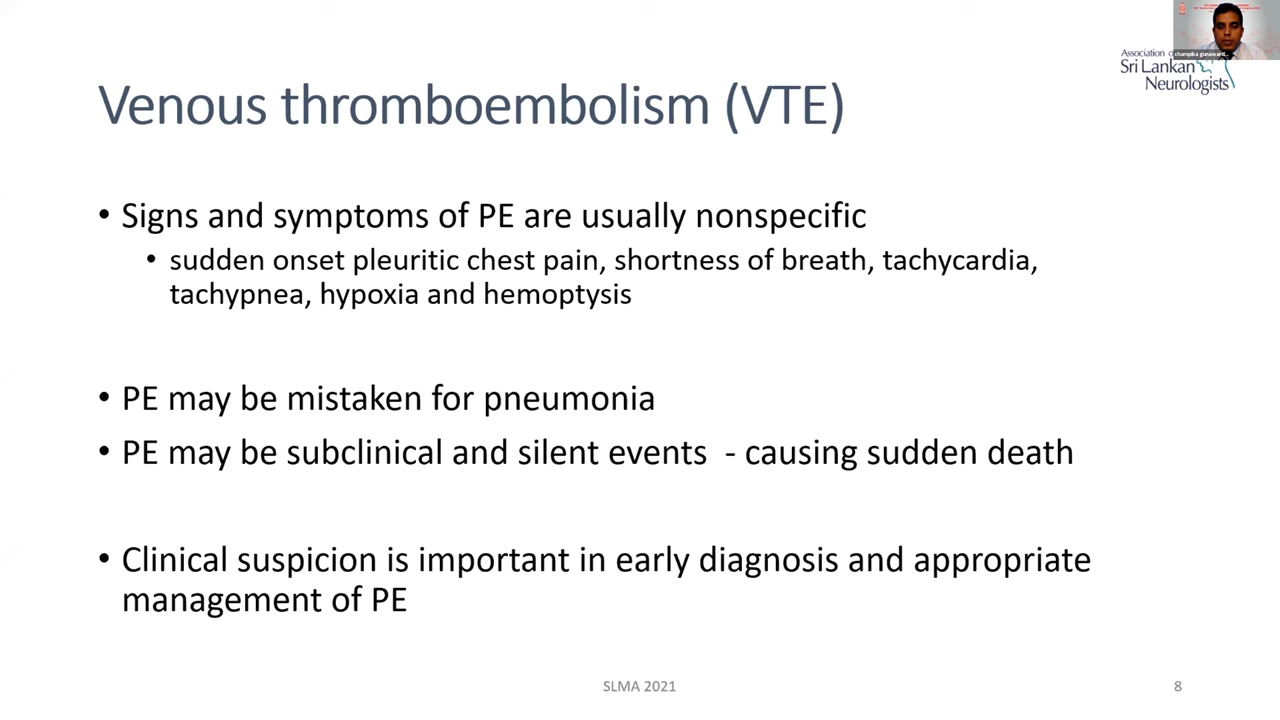 Association
Sri Lankan
Neurologists
Venous thromboembolism (VTE)
• Signs and symptoms of PE are usually nonspecific
• sudden onset pleuritic chest pain, shortness of breath, tachycardia,
tachypnea, hypoxia and hemoptysis
• PE may be mistaken for pneumonia
• PE may be subclinical and silent events - causing sudden death
• Clinical suspicion is important in early diagnosis and appropriate
management of PE
SLMA 2021
8